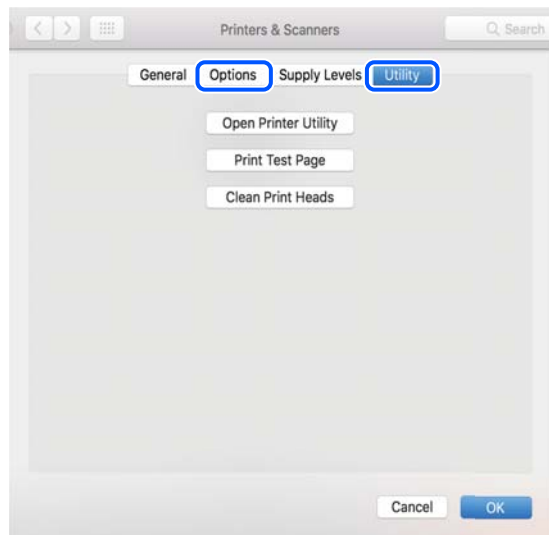 Printers & Scanners Search
General Options Supply Levels Utility
Open Printer Utility
Print Test Page
Clean Print Heads
Cancel OK